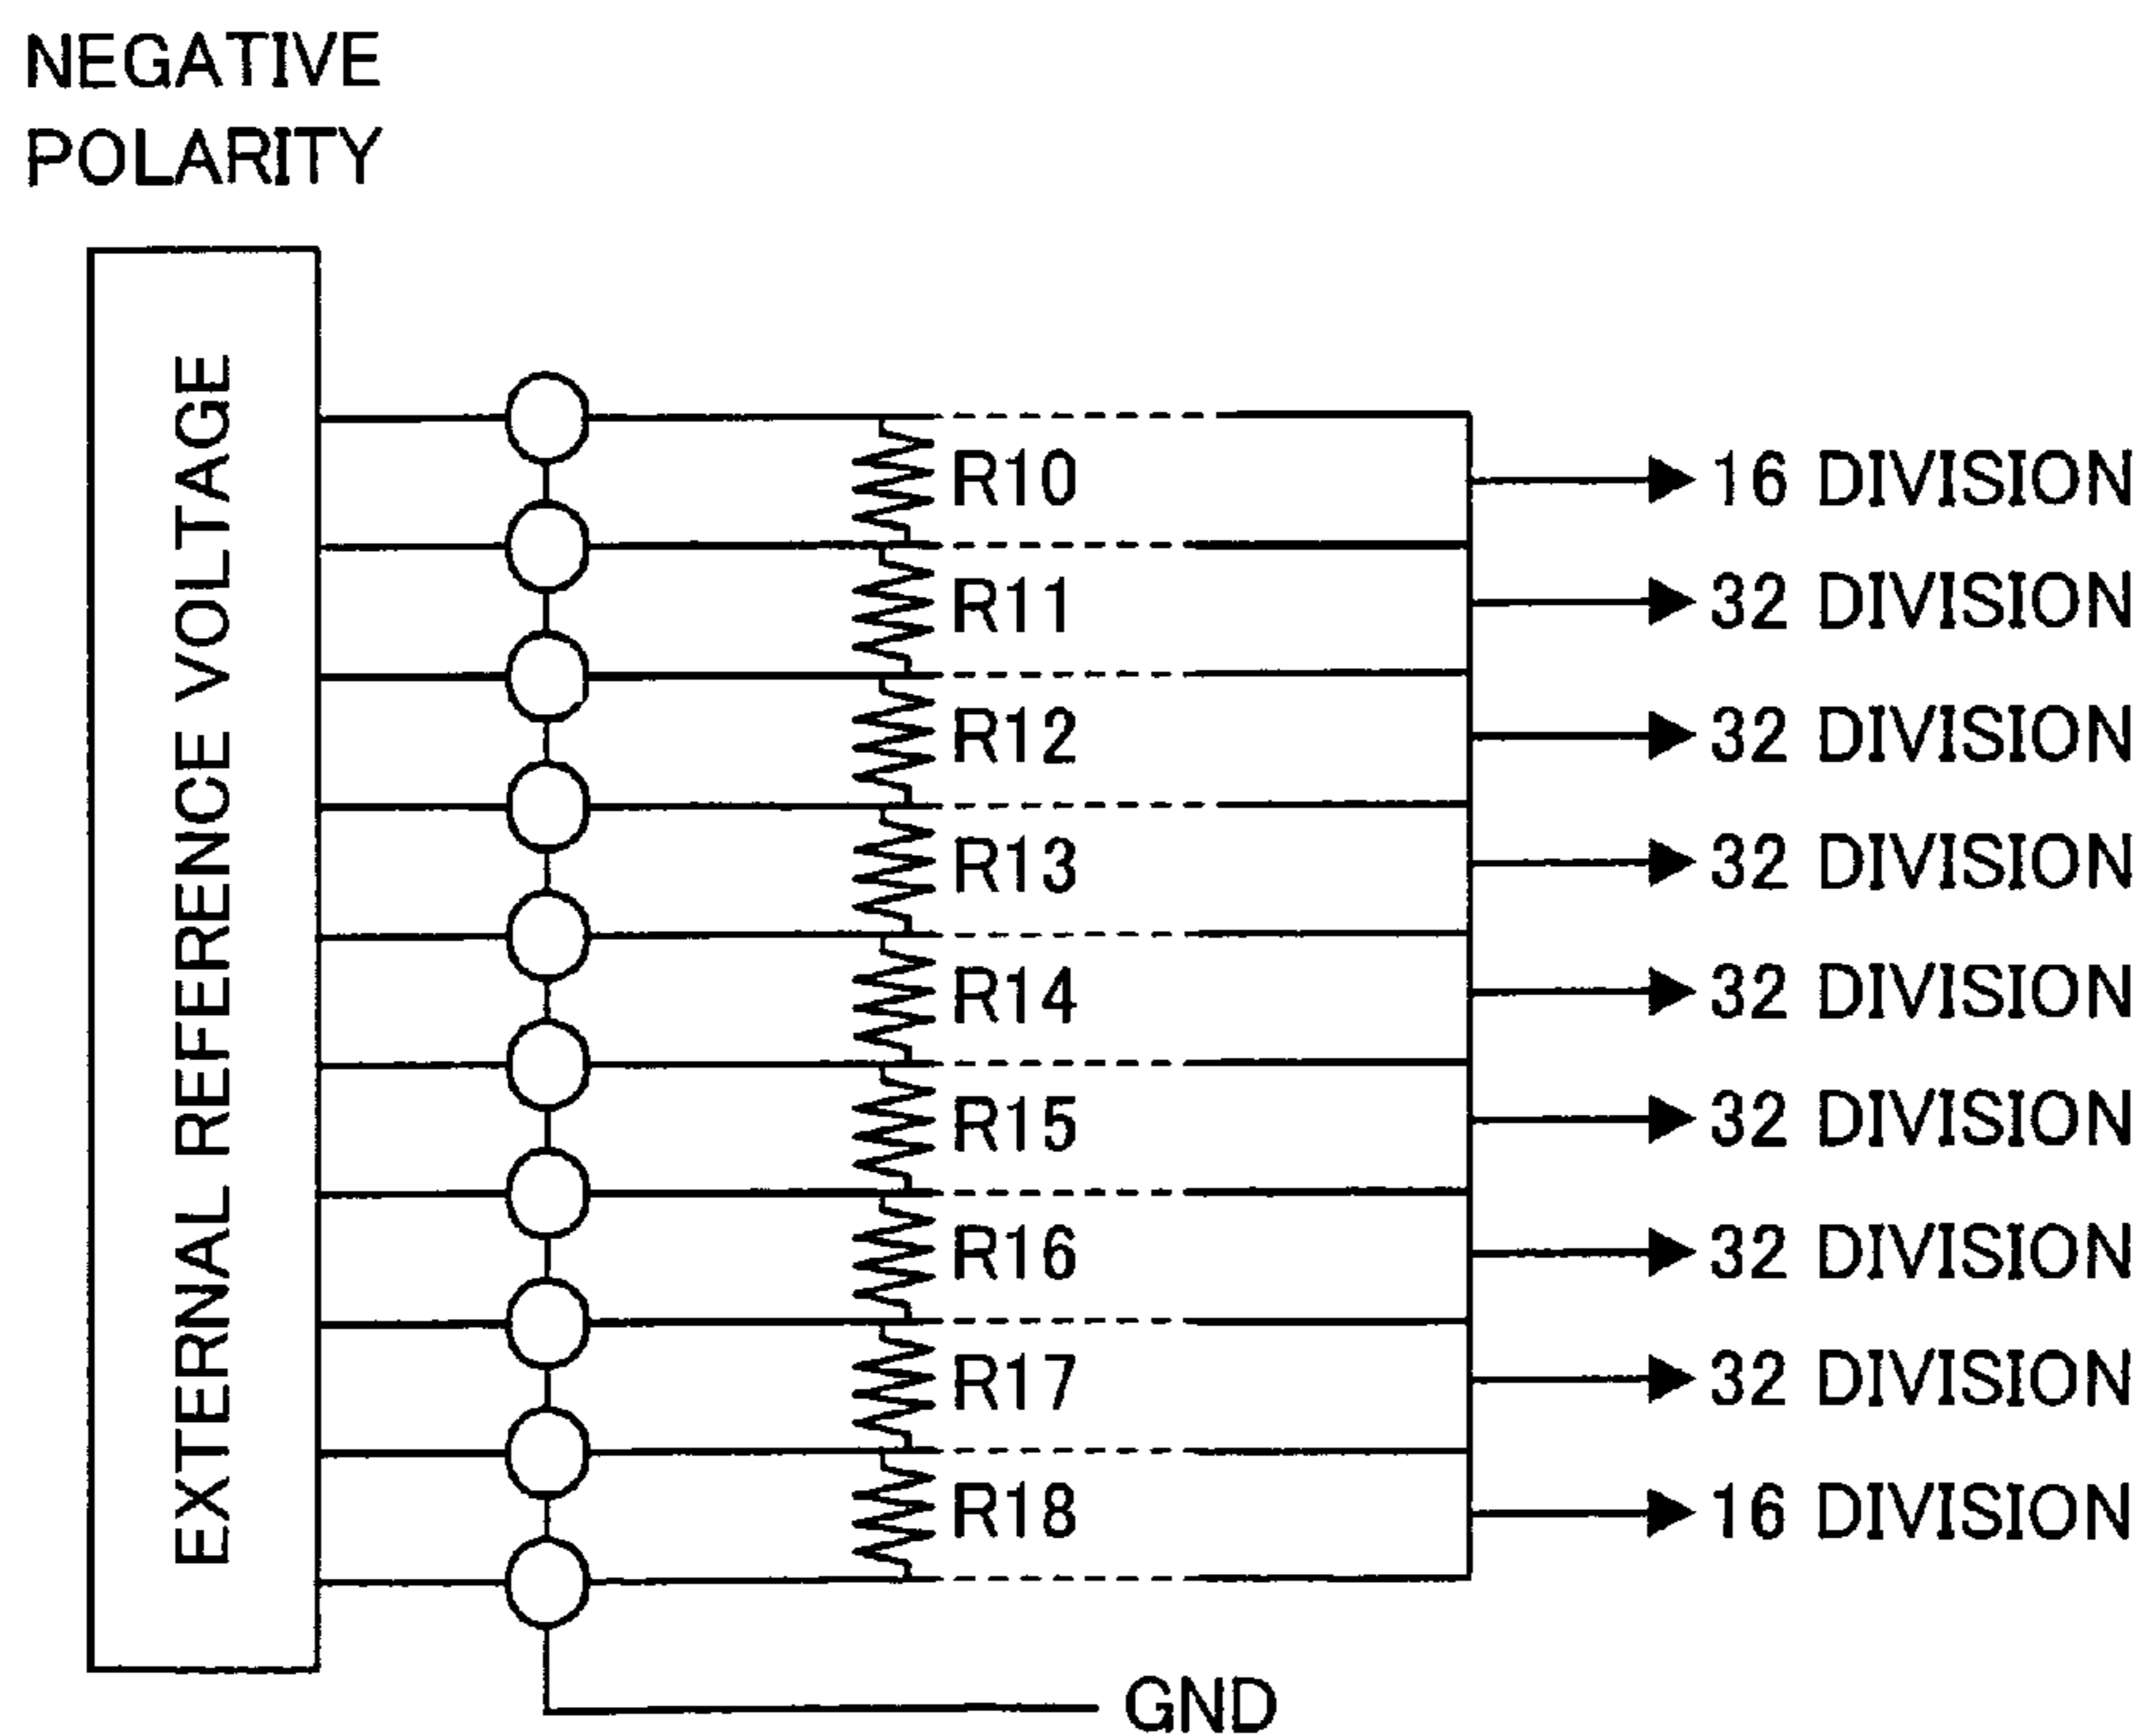 NEGATIVE
POLARITY
EXTERNAL REFERENCE VOLTAGE
R10
16 DIVISION
R11
32 DIVISION
R12
32 DIVISION
R13
32 DIVISION
R14
32 DIVISION
R15
32 DIVISION
R16
32 DIVISION
R17
32 DIVISION
R18
16 DIVISION
GND